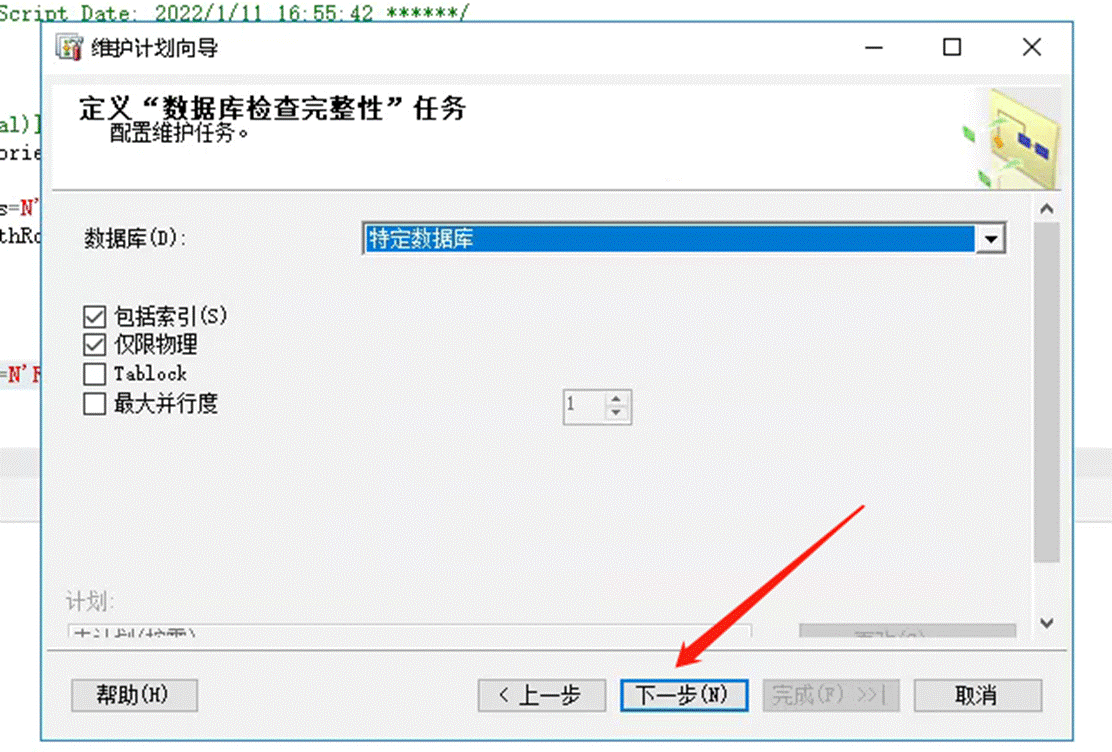 Script Date: 2022/1/11 16:55:42 ******/
维护计划向导
定义“数据库检查完整性”任务
配置维护任务。
al)]
orie
s=N'
thRo
数据库(D):
特定数据库
包括索引(S)
仅限物理
=N'F
Tablock
最大并行度
1
计划:
帮助(H)
< 上一步
下一步(N)
完成(F) >>|
取消